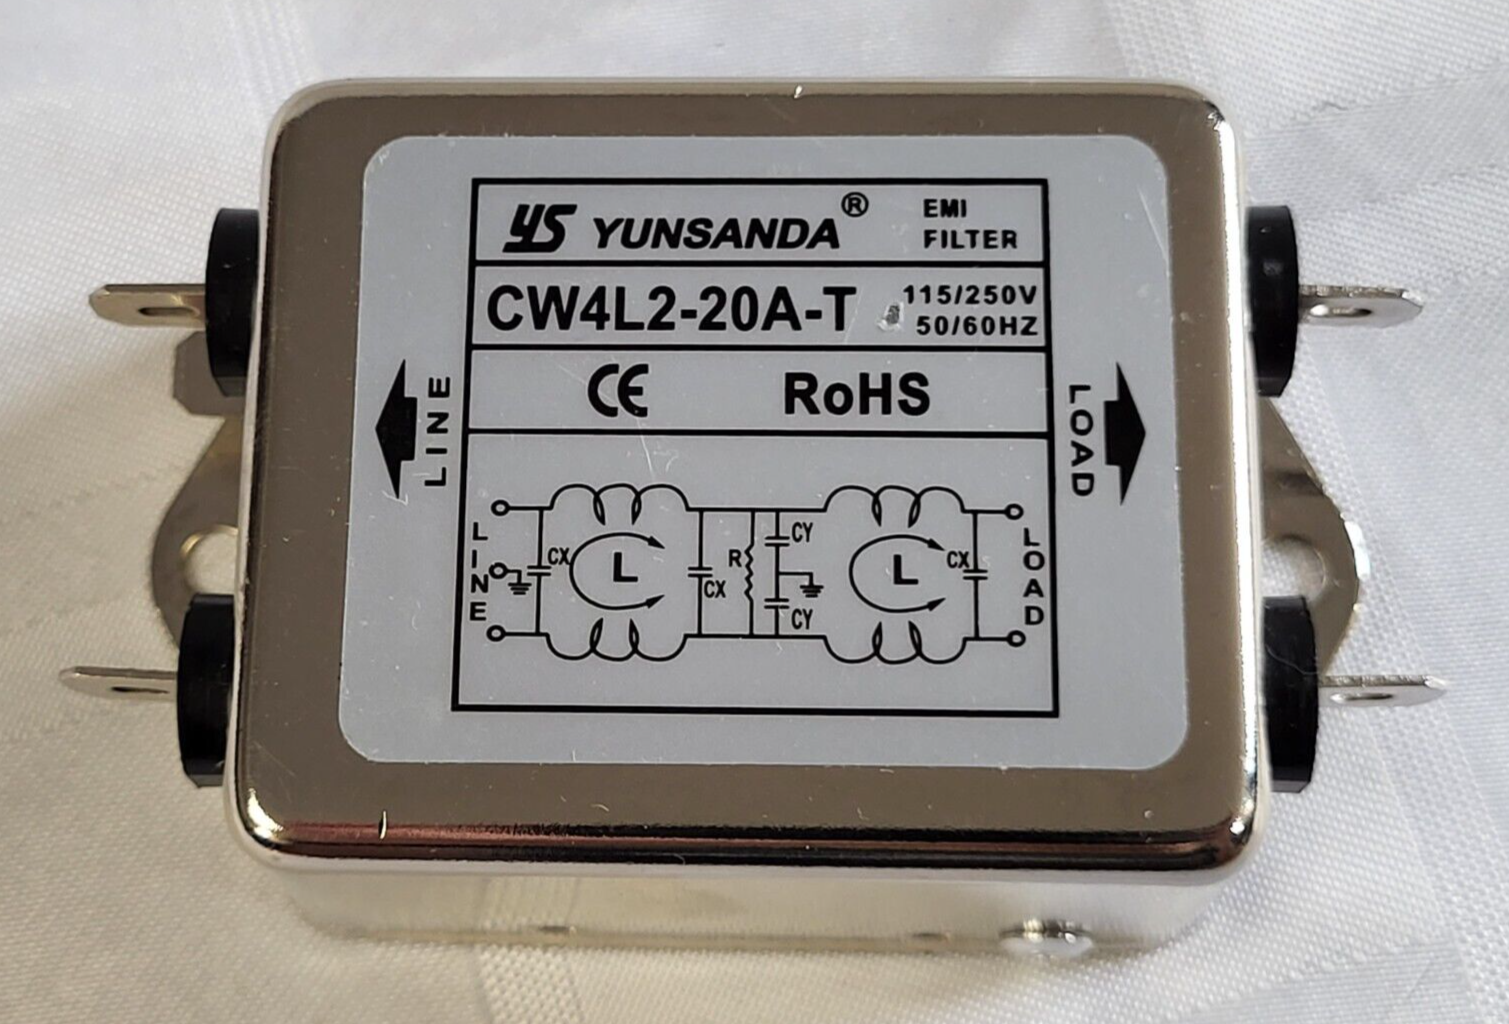 YS YUNSANDA®
EMI
FILTER
CW4L2-20A-T
115/250V
50/60HZ
CE
RoHS
LINE
LOAD
LINE
CX
L
CX
R
CY
CY
L
CX
LOAD